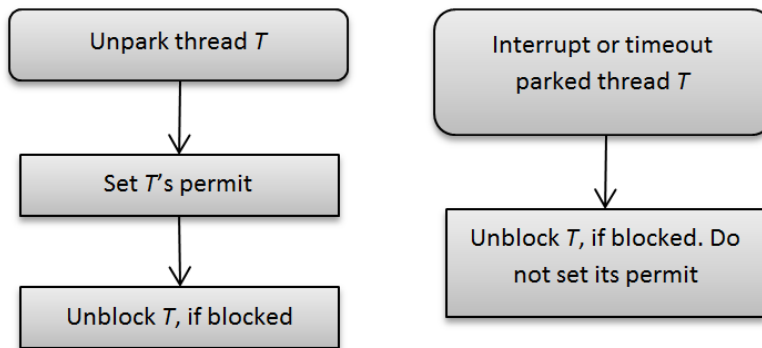 Unpark thread T
Set T's permit
Unblock T, if blocked
Interrupt or timeout
parked thread T
Unblock T, if blocked. Do
not set its permit